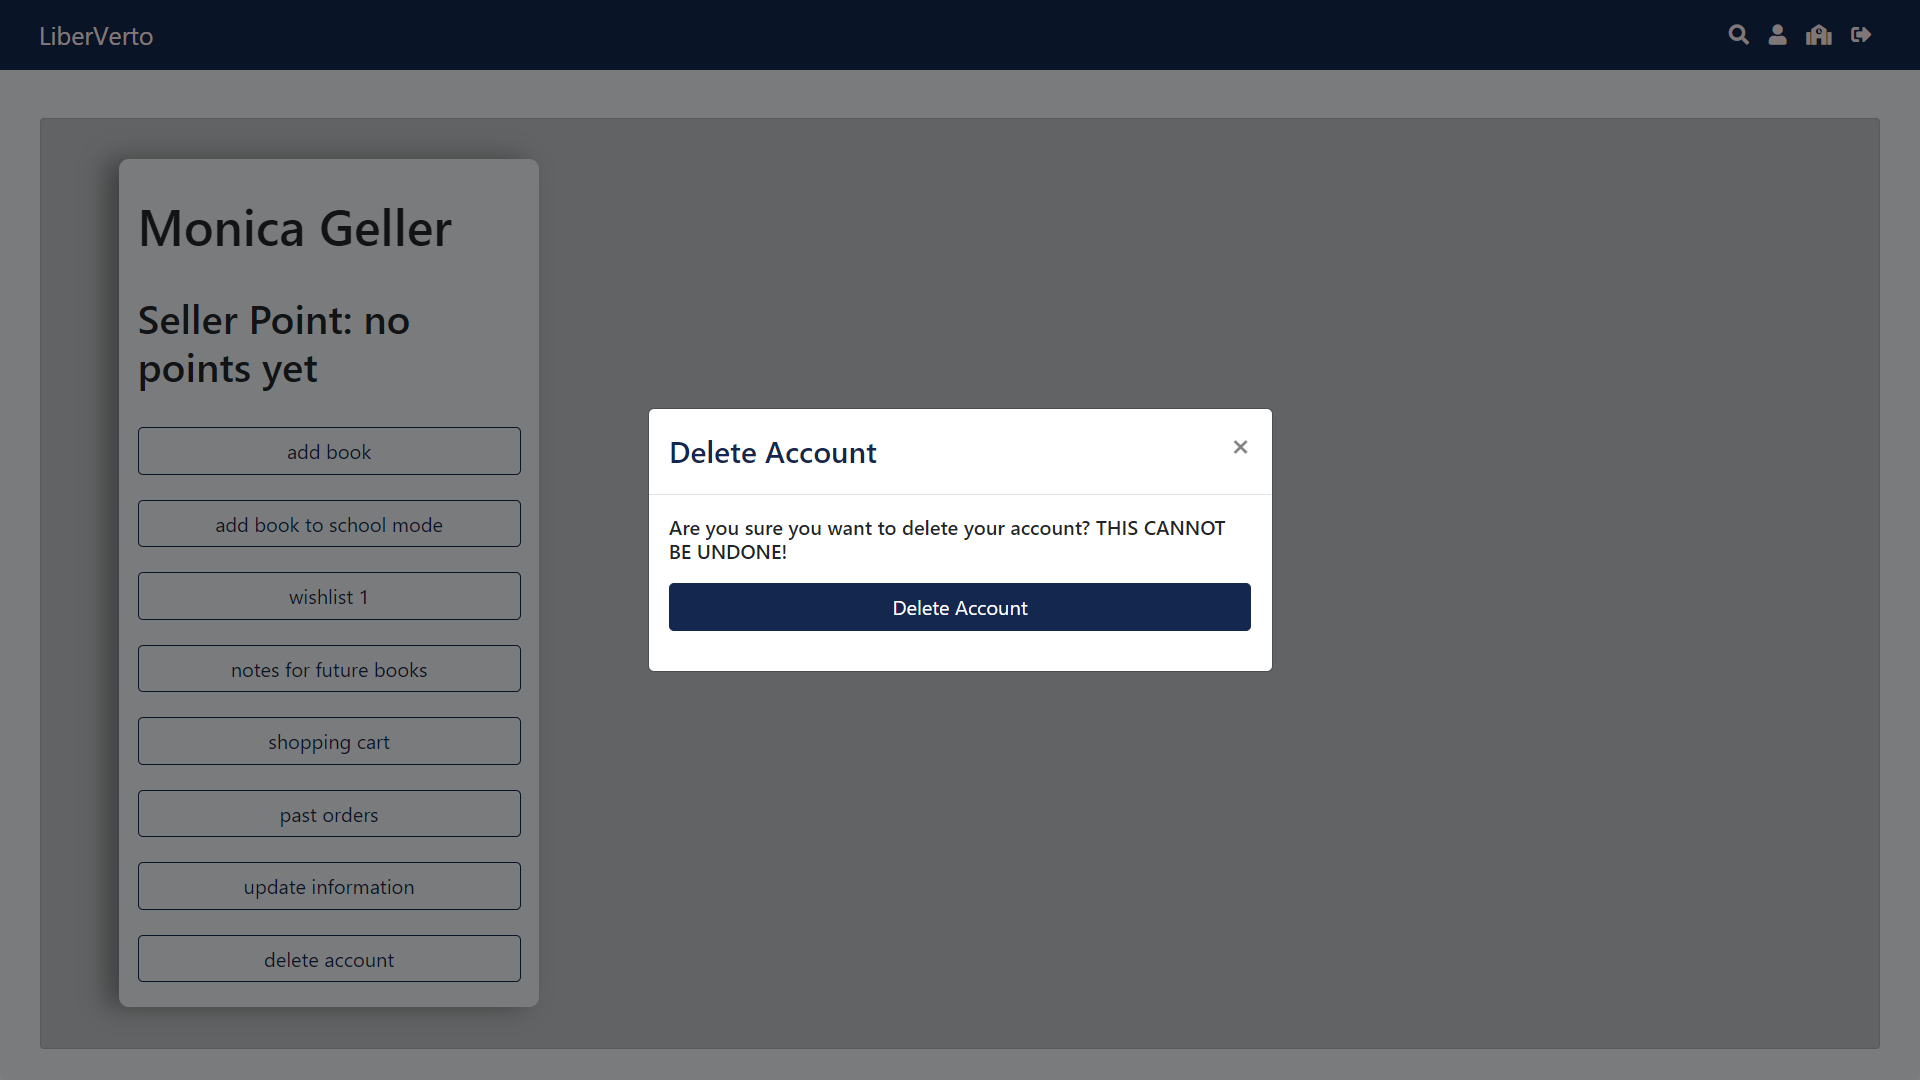 LiberVerto
Monica Geller
Seller Point: no
points yet
add book
add book to school mode
wishlist 1
notes for future books
shopping cart
past orders
update information
delete account
Delete Account
×
Are you sure you want to delete your account? THIS CANNOT
BE UNDONE!
Delete Account